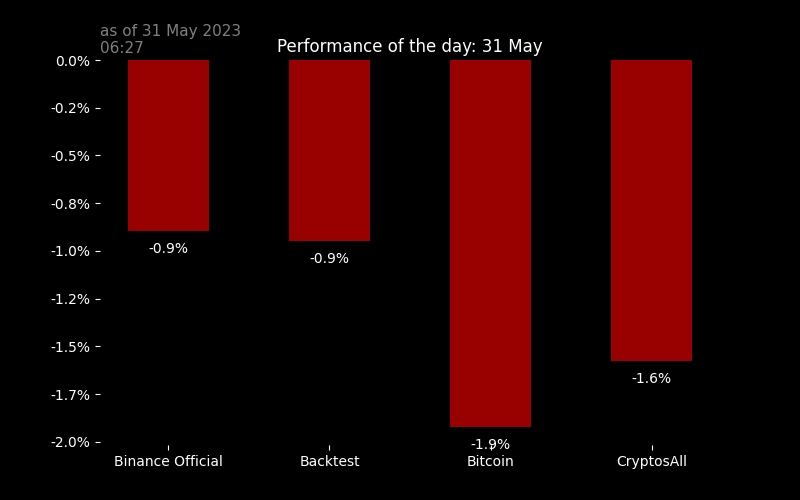 as of 31 May 2023
06:27
Performance of the day: 31 May
0.0%
-0.2%
-0.5%
-0.8%
-1.0%
-1.2%
-1.5%
-1.7%
-2.0%
-0.9%
-0.9%
-1.9%
-1.6%
Binance Official
Backtest
Bitcoin
CryptosAll